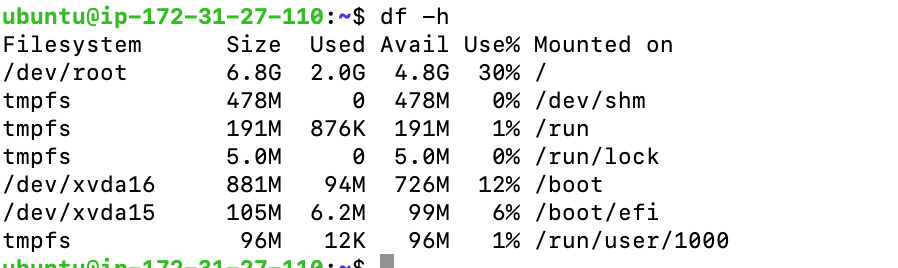 ubuntu@ip-172-31-27-110:~$ df -h
Filesystem      Size  Used Avail Use% Mounted on
/dev/root       6.8G  2.0G  4.8G  30% /
tmpfs           478M     0  478M   0% /dev/shm
tmpfs           191M  876K  191M   1% /run
tmpfs           5.0M     0  5.0M   0% /run/lock
/dev/xvda16     881M   94M  726M  12% /boot
/dev/xvda15     105M  6.2M   99M   6% /boot/efi
tmpfs            96M   12K   96M   1% /run/user/1000
ubuntu@ip-172-31-27-110:~$